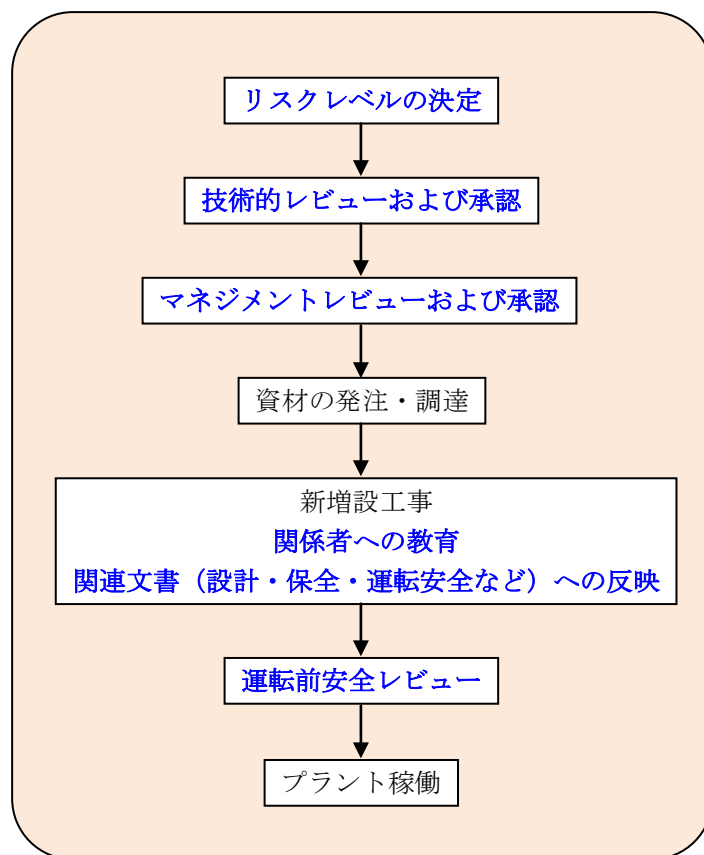 リスクレベルの決定
技術的レビューおよび承認
マネジメントレビューおよび承認
資材の発注・調達
新増設工事
関係者への教育
関連文書（設計・保全・運転安全など）への反映
運転前安全レビュー
プラント稼働